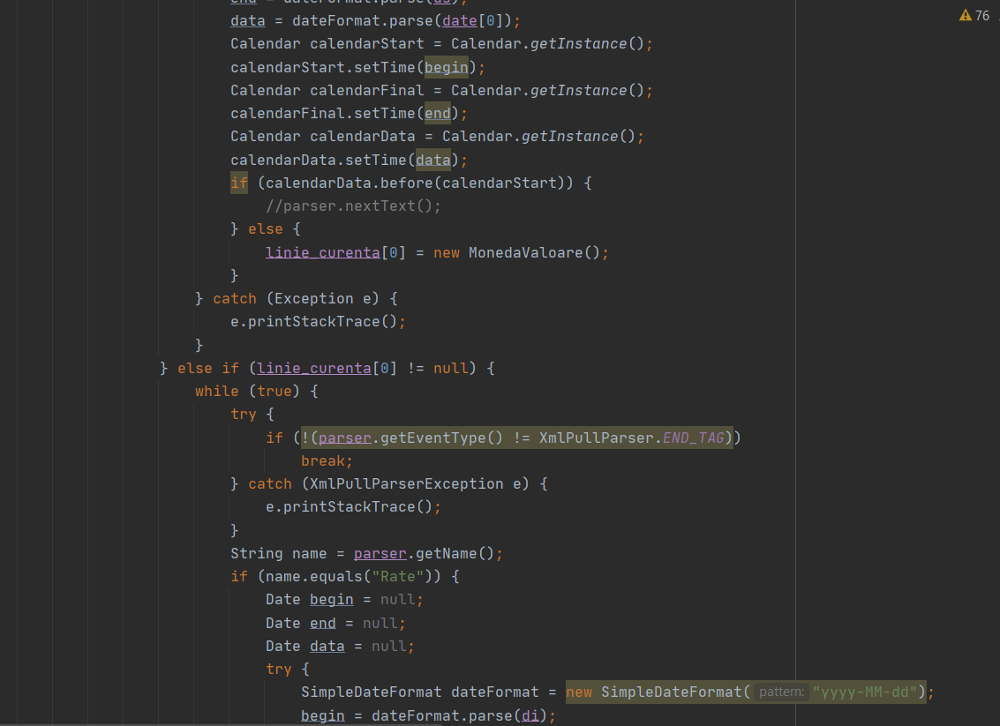 end = dateFormat.parse(ds);
76
data = dateFormat.parse(date[0]);
Calendar calendarStart = Calendar.getInstance();
calendarStart.setTime(begin);
Calendar calendarFinal = Calendar.getInstance();
calendarFinal.setTime(end);
Calendar calendarData = Calendar.getInstance();
calendarData.setTime(data);
if (calendarData.before(calendarStart)) {
//parser.nextText();
} else {
linie_curenta[0] = new MonedaValoare();
}
} catch (Exception e) {
e.printStackTrace();
}
} else if (linie_curenta[0] != null) {
while (true) {
try {
if (!(parser.getEventType() != XmlPullParser.END_TAG))
break;
} catch (XmlPullParserException e) {
e.printStackTrace();
}
String name = parser.getName();
if (name.equals("Rate")) {
Date begin = null;
Date end = null;
Date data = null;
try {
SimpleDateFormat dateFormat = new SimpleDateFormat( pattern: "yyyy-MM-dd");
begin = dateFormat.parse(di);